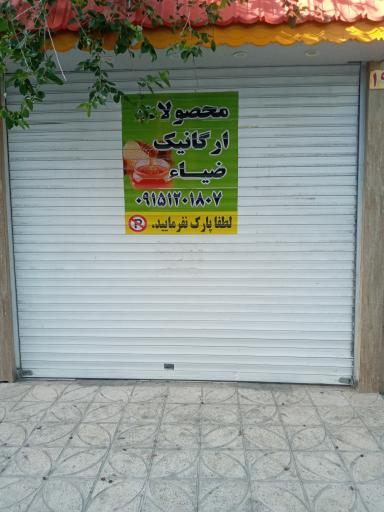 محصولات
ارگانیک
ضیاء
۰۹۱۵۱۲۰۱۸۰۷
لطفا پارک نفرمایید.